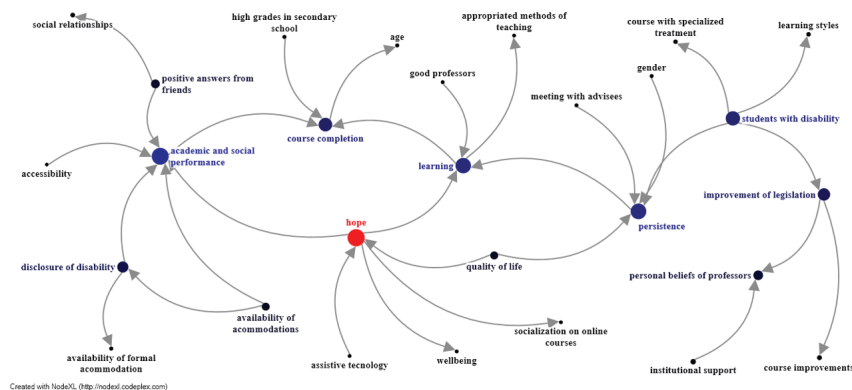 social relationships
high grades in secondary
school
age
appropriated methods of
teaching
course with specialized
treatment
learning styles
positive answers from
friends
good professors
gender
meeting with advisees
students with disability
course completion
academic and social
performance
accessibility
learning
improvement of legislation
hope
persistence
disclosure of disability
quality of life
personal beliefs of professors
availability of
acommodations
socialization on online
courses
availability of formal
acommodation
assistive tecnology
wellbeing
institutional support
course improvements
Created with NodeXL (http://nodexl.codeplex.com)